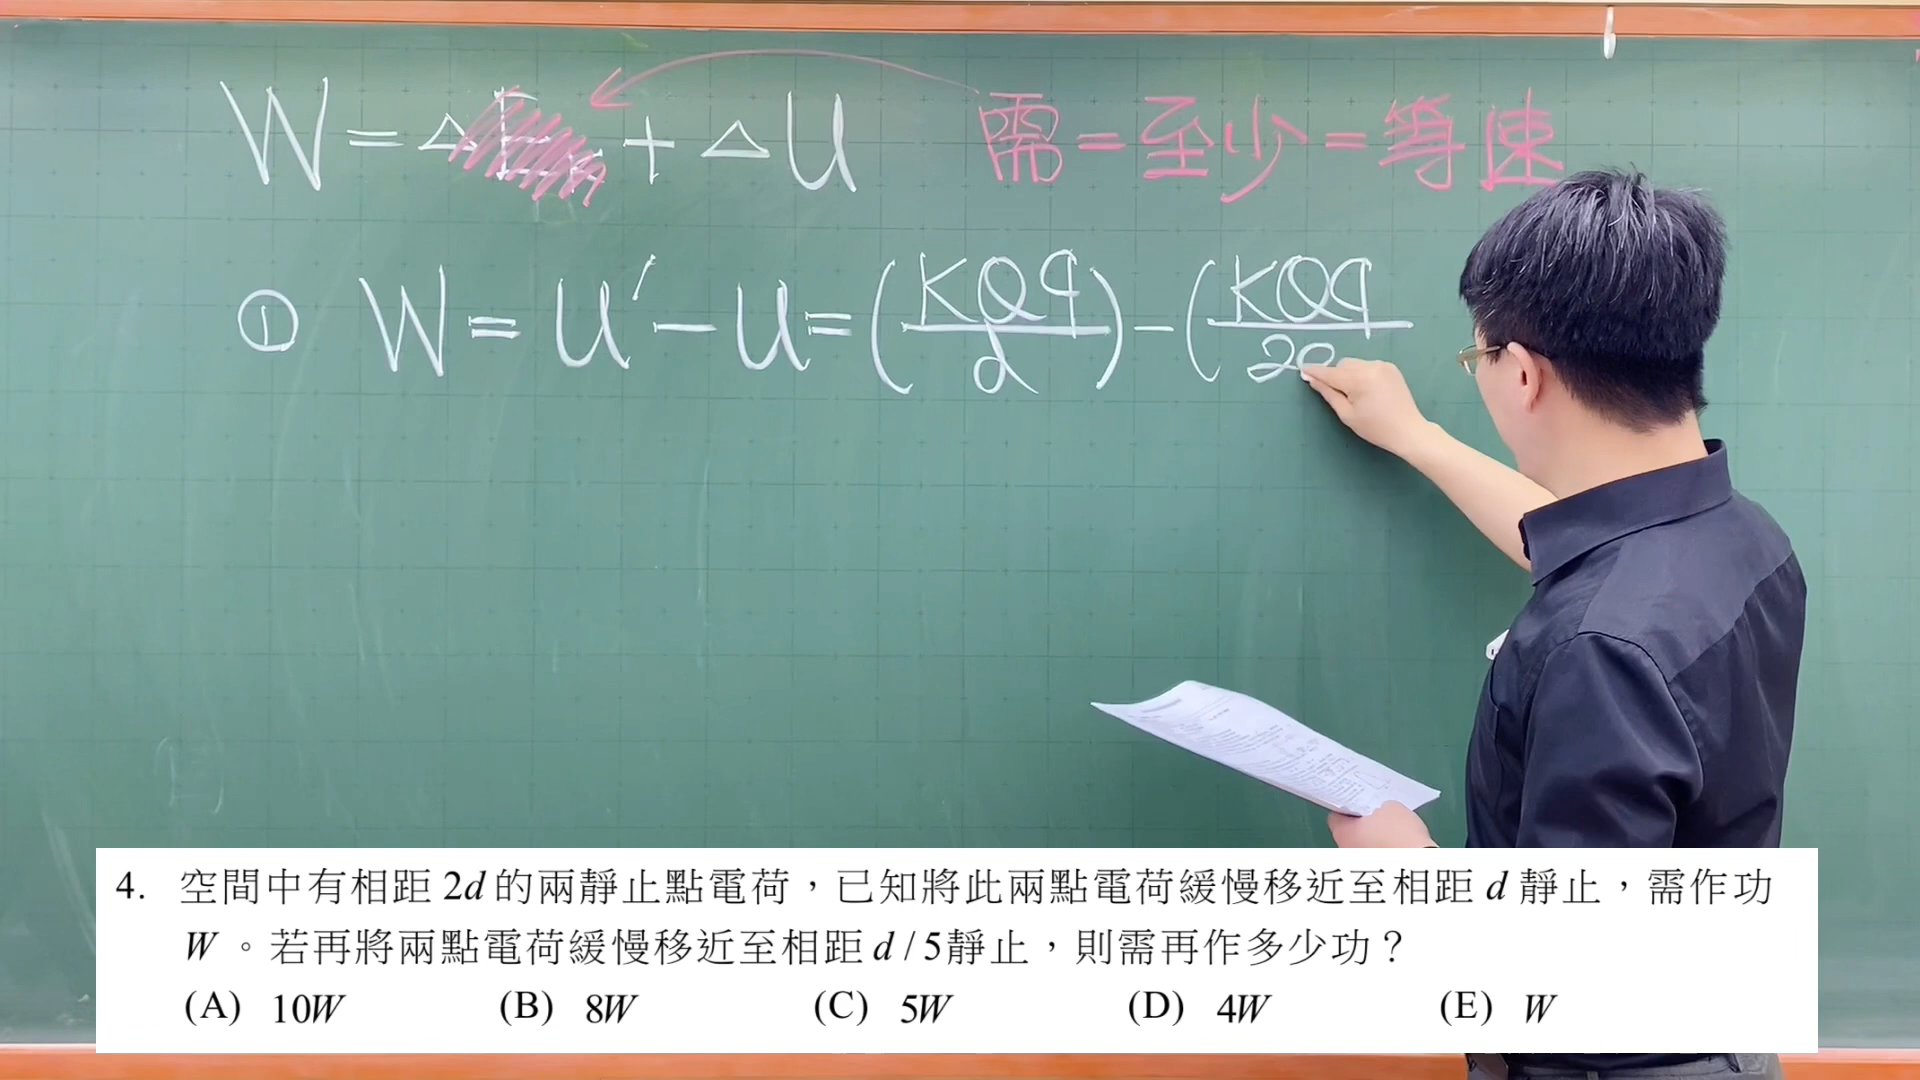 W = △Eₖ + △U 需=至少=等速
① W = U′ − U = (KQq/d) − (KQq/2d
4. 空間中有相距 2d 的兩靜止點電荷，已知將此兩點電荷緩慢移近至相距 d 靜止，需作功
W 。若再將兩點電荷緩慢移近至相距 d / 5 靜止，則需再作多少功？
(A) 10W (B) 8W (C) 5W (D) 4W (E) W